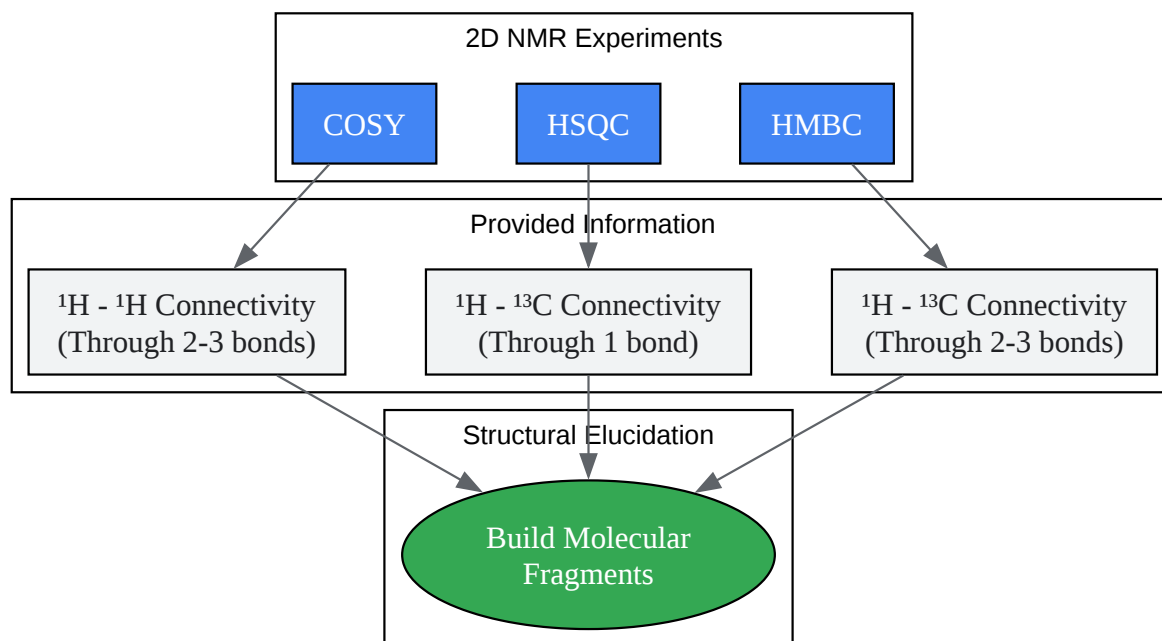 2D NMR Experiments
COSY
HSQC
HMBC
Provided Information
¹H - ¹H Connectivity
(Through 2-3 bonds)
¹H - ¹³C Connectivity
(Through 1 bond)
¹H - ¹³C Connectivity
(Through 2-3 bonds)
Structural Elucidation
Build Molecular
Fragments